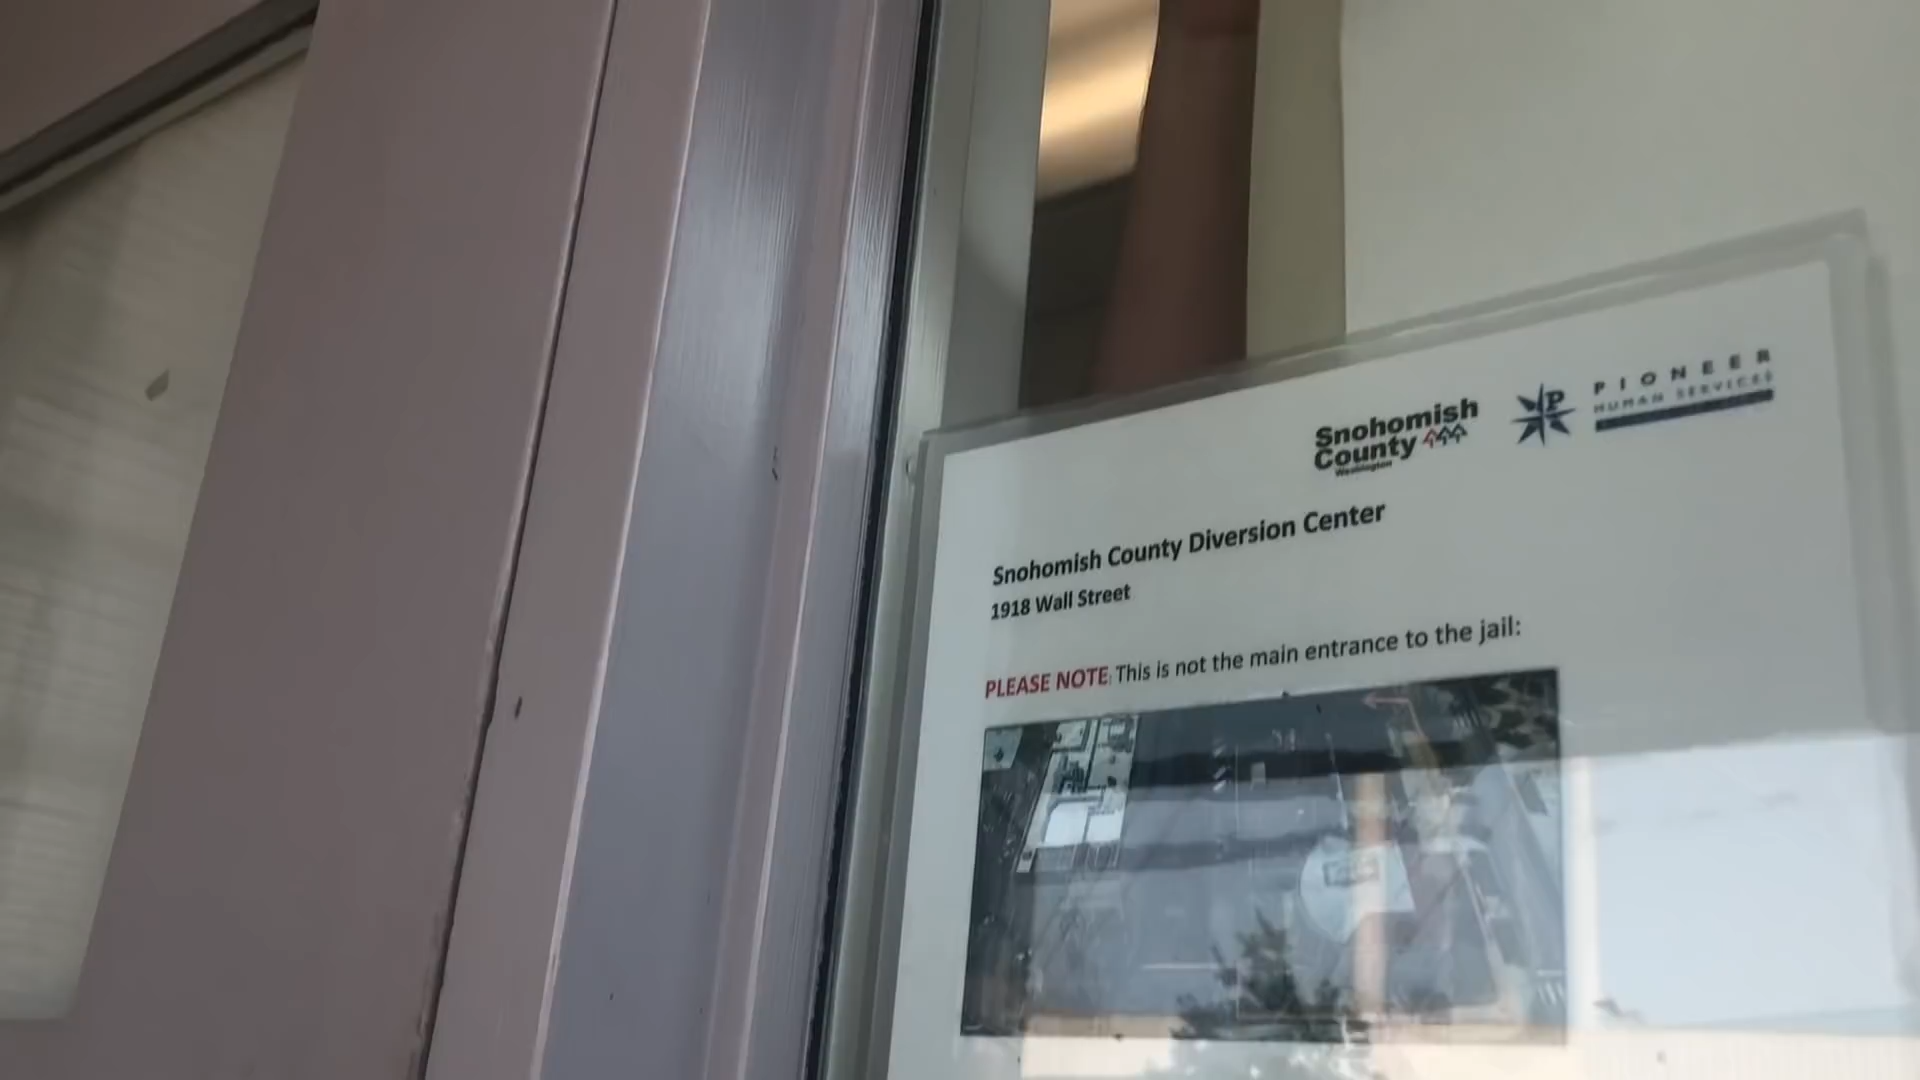 Snohomish
County
Washington
P
PIONEER
HUMAN SERVICES
Snohomish County Diversion Center
1918 Wall Street
PLEASE NOTE: This is not the main entrance to the jail: